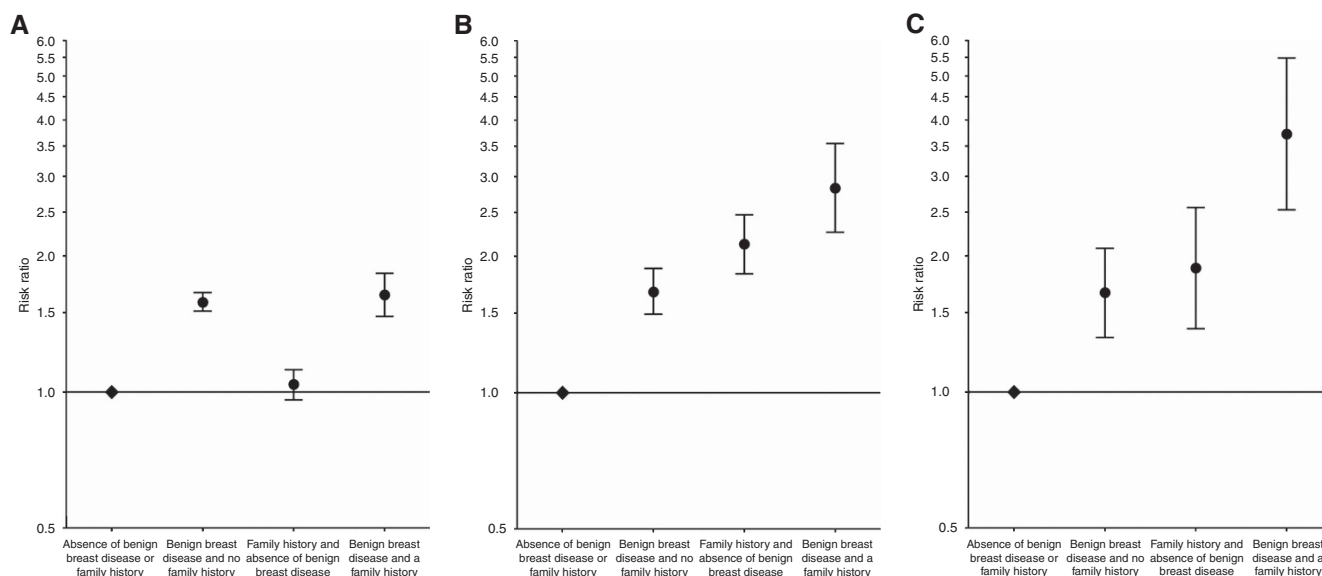 A
6.0
5.5
5.0
4.5
4.0
3.5
3.0
2.5
2.0
1.5
1.0
0.5
Risk ratio
Absence of benign
breast disease or
family history
Benign breast
disease and no
family history
Family history and
absence of benign
breast disease
Benign breast
disease and a
family history
B
6.0
5.5
5.0
4.5
4.0
3.5
3.0
2.5
2.0
1.5
1.0
0.5
Risk ratio
Absence of benign
breast disease or
family history
Benign breast
disease and no
family history
Family history and
absence of benign
breast disease
Benign breast
disease and a
family history
C
6.0
5.5
5.0
4.5
4.0
3.5
3.0
2.5
2.0
1.5
1.0
0.5
Risk ratio
Absence of benign
breast disease or
family history
Benign breast
disease and no
family history
Family history and
absence of benign
breast disease
Benign breast
disease and a
family history